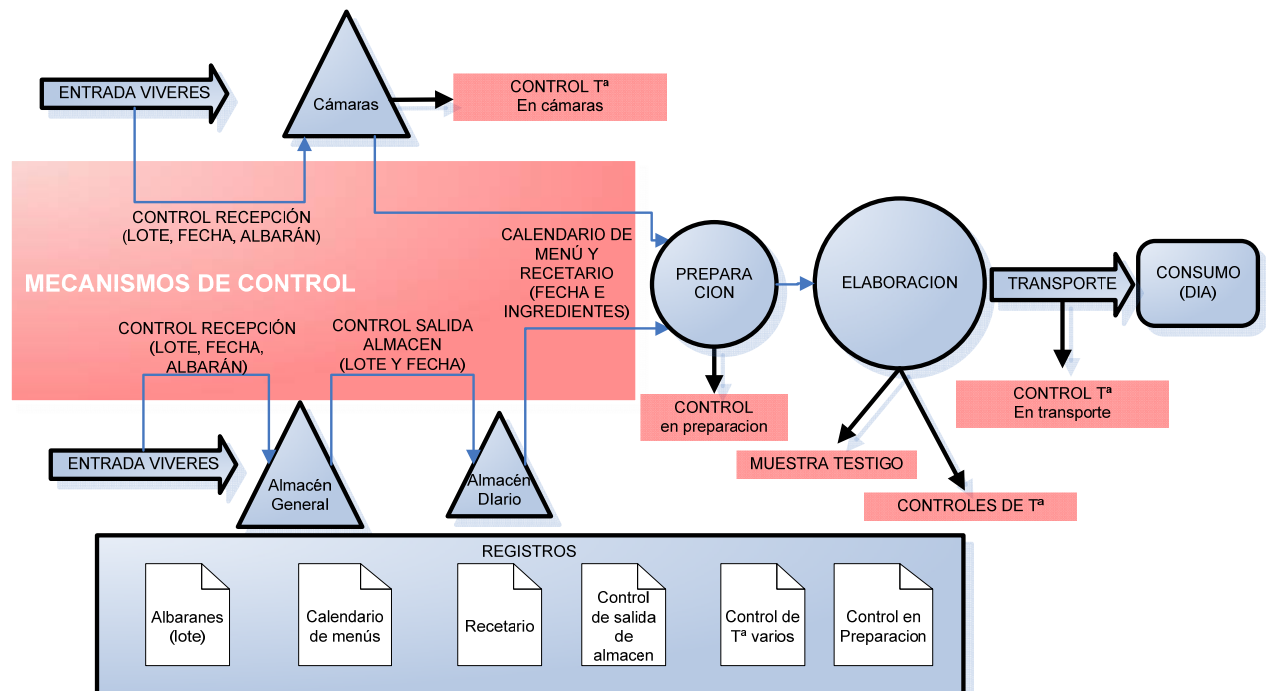 ENTRADA VIVERES
Cámaras
CONTROL Tª
En cámaras
CONTROL RECEPCIÓN
(LOTE, FECHA, ALBARÁN)
MECANISMOS DE CONTROL
CALENDARIO DE
MENÚ Y
RECETARIO
(FECHA E
INGREDIENTES)
PREPARA
CION
ELABORACION
TRANSPORTE
CONSUMO
(DIA)
CONTROL RECEPCIÓN
(LOTE, FECHA,
ALBARÁN)
CONTROL SALIDA
ALMACEN
(LOTE Y FECHA)
CONTROL
en preparacion
CONTROL Tª
En transporte
MUESTRA TESTIGO
CONTROLES DE Tª
ENTRADA VIVERES
Almacén
General
Almacén
DIario
REGISTROS
Albaranes
(lote)
Calendario
de menús
Recetario
Control
de salida
de
almacen
Control de
Tª varios
Control en
Preparacion